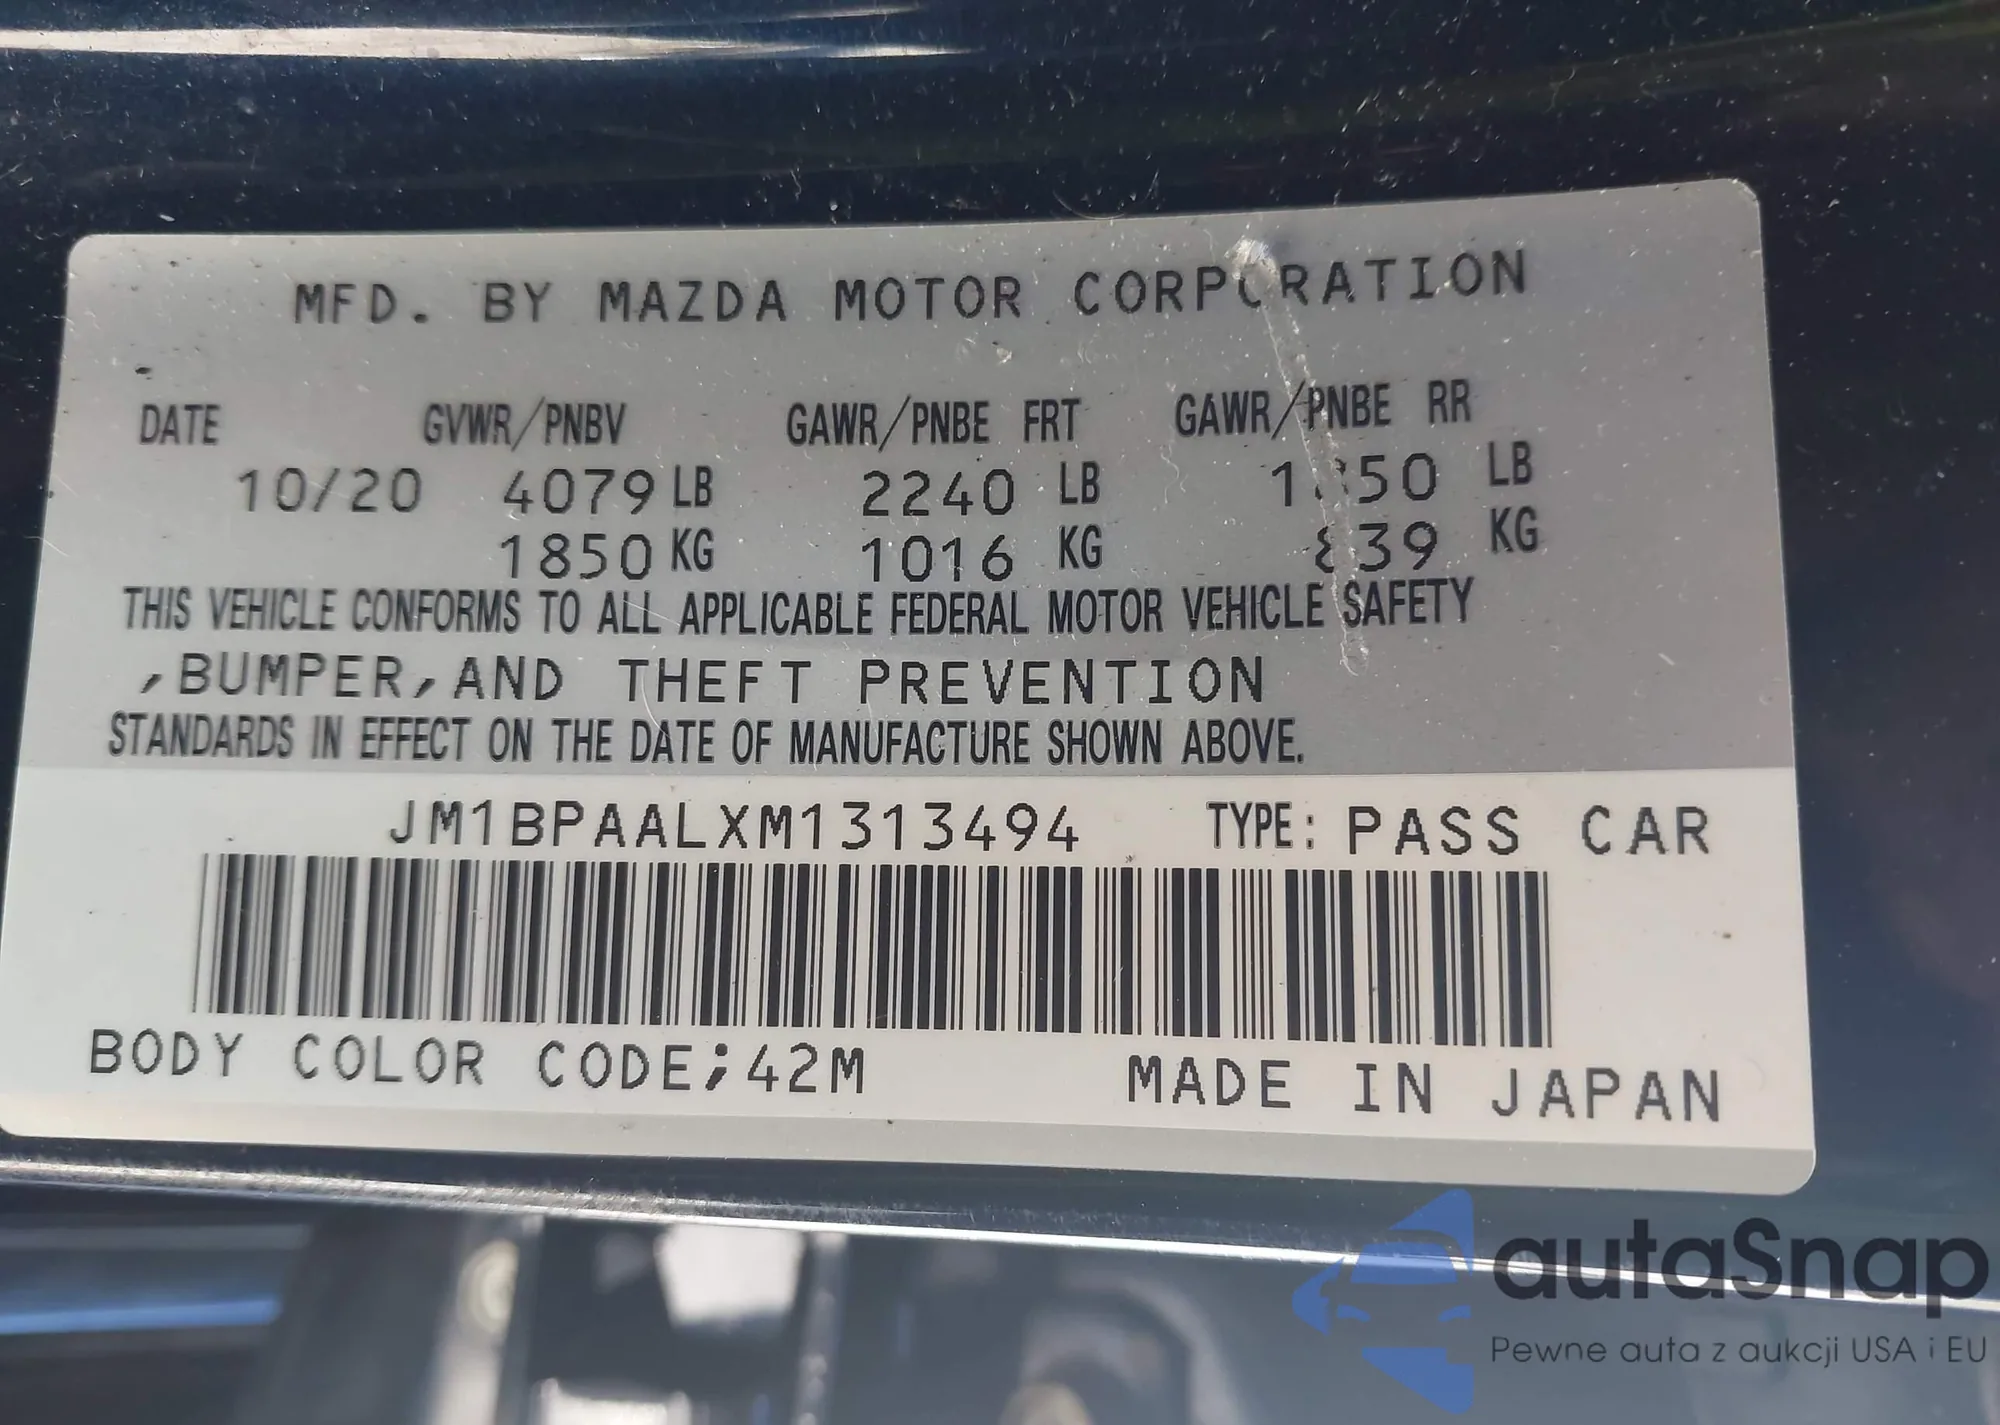 MFD. BY MAZDA MOTOR CORPORATION
DATE GVWR/PNBV GAWR/PNBE FRT GAWR/PNBE RR
10/20 4079 LB 2240 LB 1850 LB
1850 KG 1016 KG 839 KG
THIS VEHICLE CONFORMS TO ALL APPLICABLE FEDERAL MOTOR VEHICLE SAFETY
,BUMPER,AND THEFT PREVENTION
STANDARDS IN EFFECT ON THE DATE OF MANUFACTURE SHOWN ABOVE.
JM1BPAALXM1313494 TYPE: PASS CAR
BODY COLOR CODE;42M MADE IN JAPAN
autaSnap
Pewne auta z aukcji USA i EU